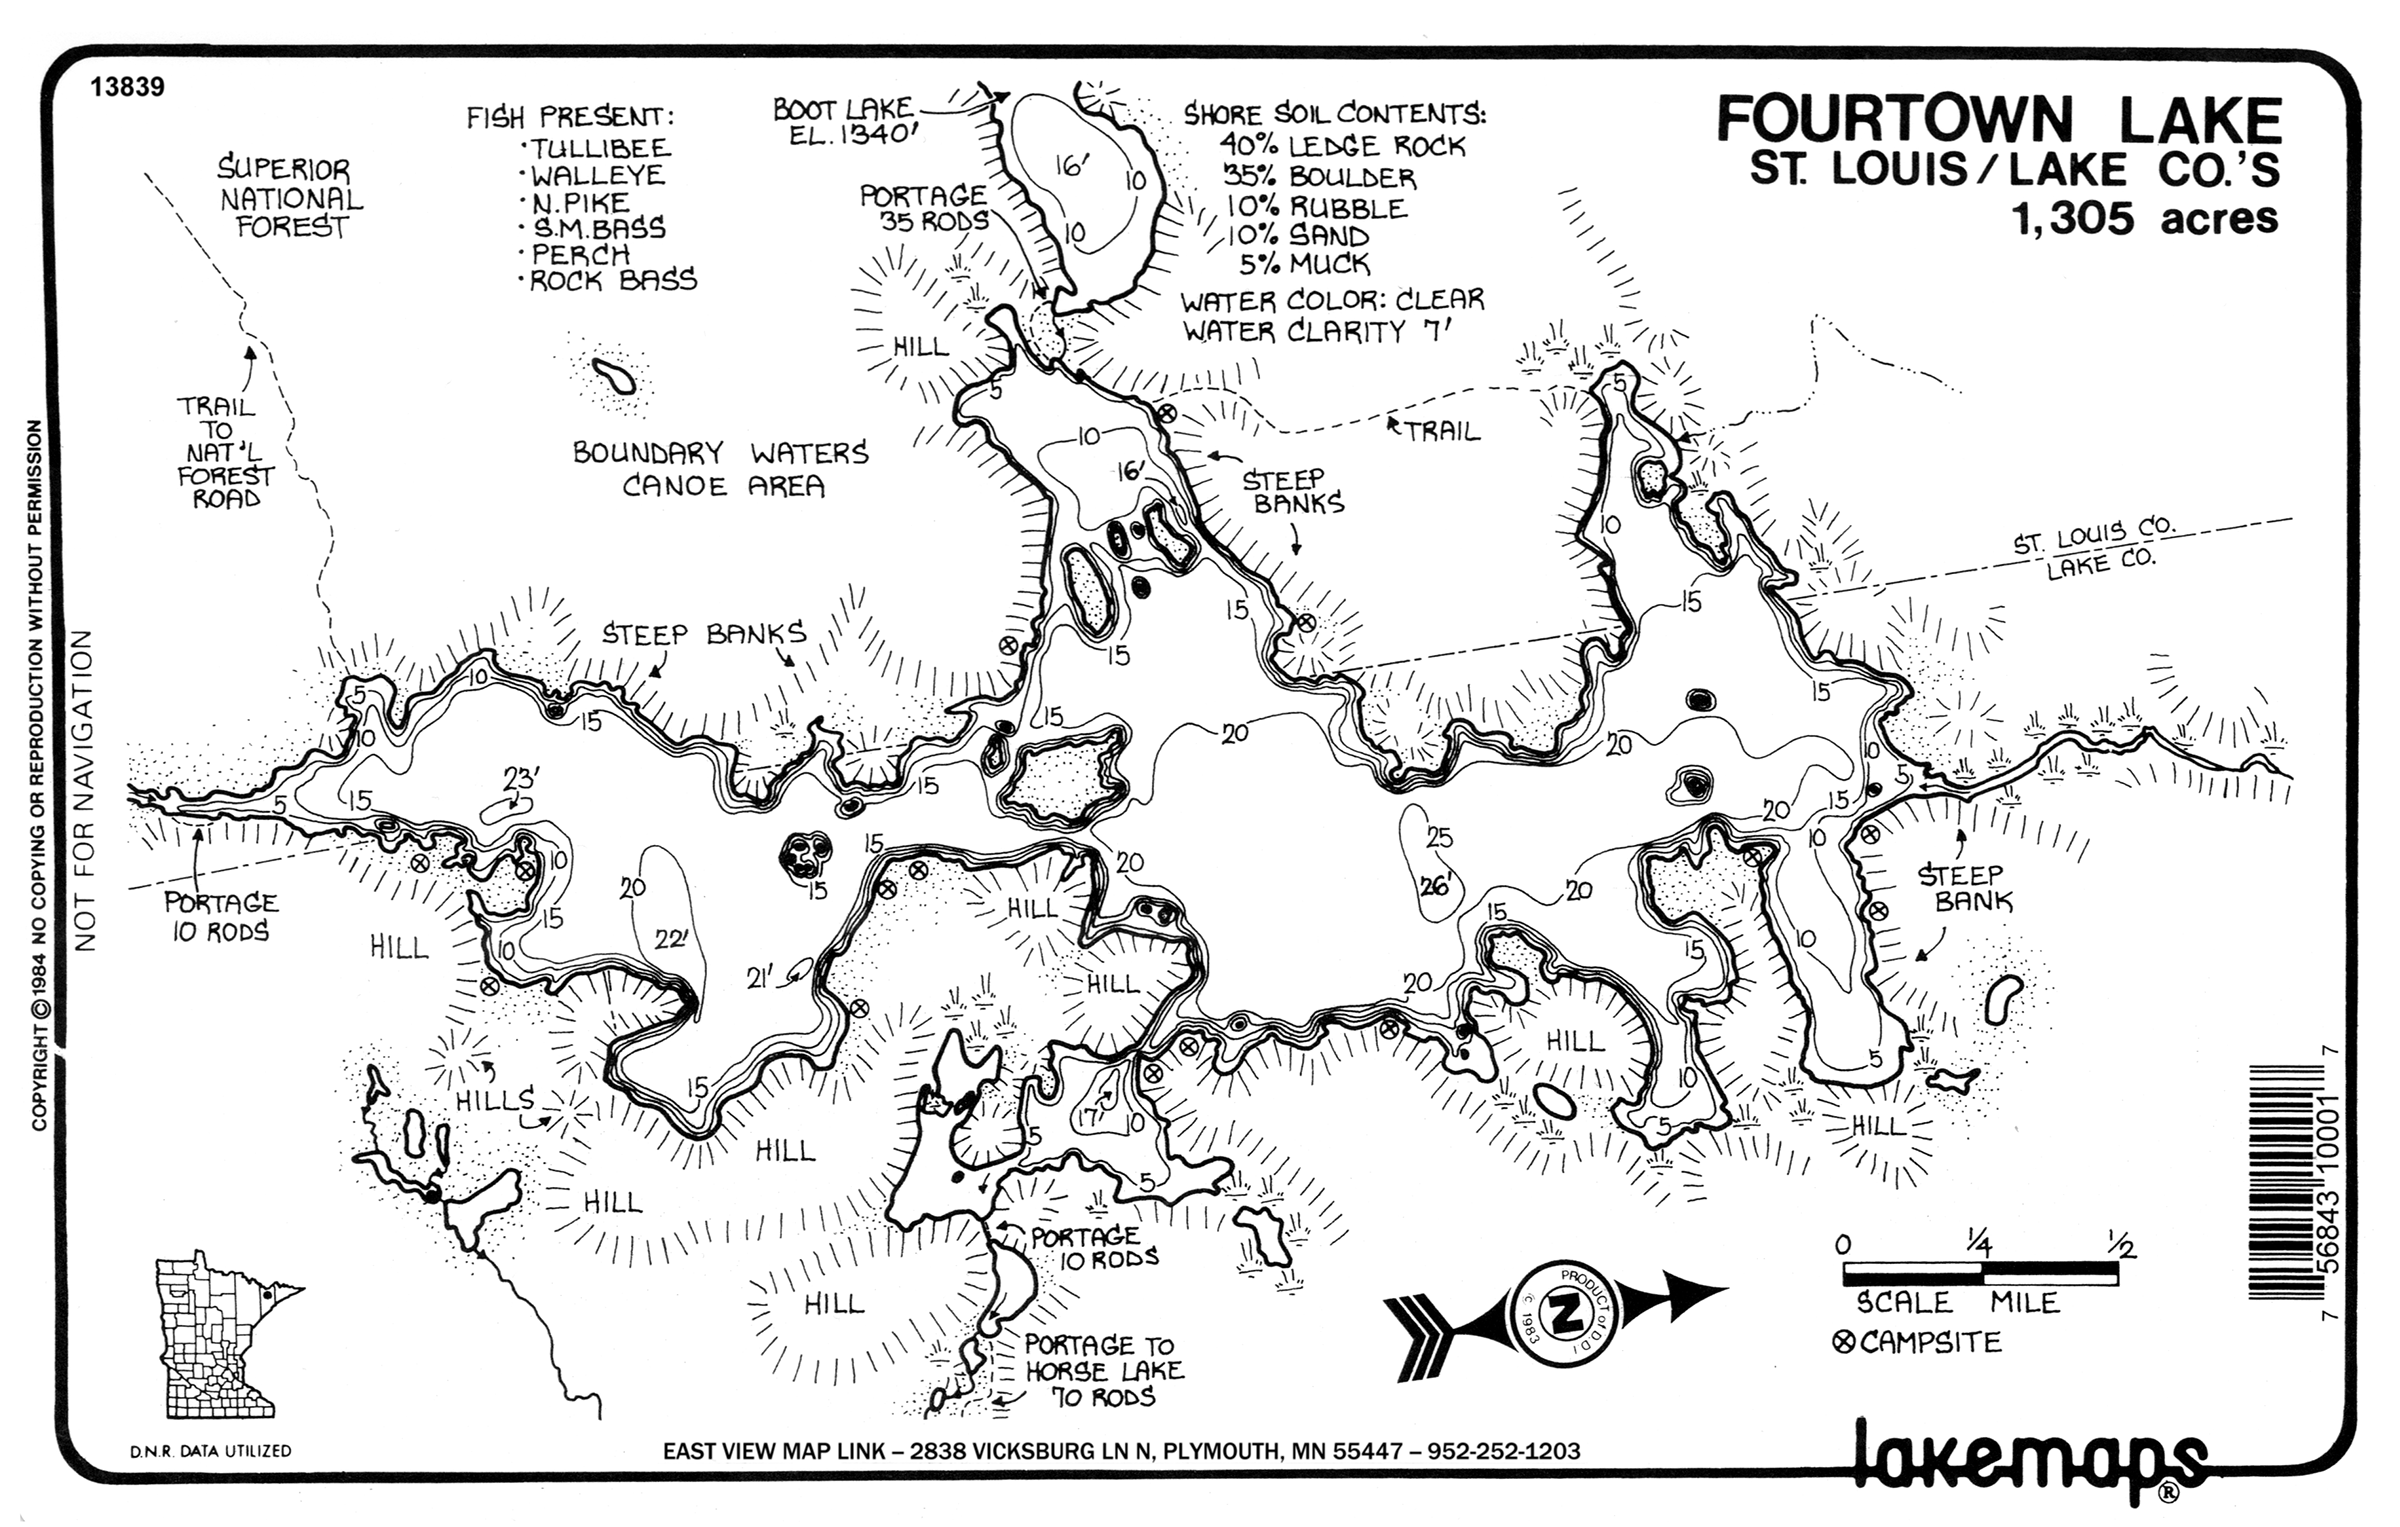 13839
FOURTOWN LAKE
ST. LOUIS / LAKE CO.'S
1,305 acres
FISH PRESENT:
·TULLIBEE
·WALLEYE
·N.PIKE
·S.M.BASS
·PERCH
·ROCK BASS
BOOT LAKE
EL. 1340'
PORTAGE
35 RODS
16'
10
10
SHORE SOIL CONTENTS:
40% LEDGE ROCK
35% BOULDER
10% RUBBLE
10% SAND
5% MUCK
WATER COLOR: CLEAR
WATER CLARITY 7'
SUPERIOR
NATIONAL
FOREST
TRAIL
TO
NAT'L
FOREST
ROAD
BOUNDARY WATERS
CANOE AREA
HILL
5
10
16'
TRAIL
STEEP
BANKS
5
10
15
ST. LOUIS CO.
LAKE CO.
STEEP BANKS
15
15
15
20
20
15
10
5
15
20
5
10
10
15
15
5
23'
15
15
15
10
15
10
20
22'
21'
15
20
25
26'
20
15
20
15
10
10
10
5
5
PORTAGE
10 RODS
STEEP
BANK
HILL
HILL
HILL
HILL
HILLS
HILL
HILL
HILL
HILL
17'
10
5
5
PORTAGE
10 RODS
PORTAGE TO
HORSE LAKE
70 RODS
PRODUCT of D.D.I
© 1983
N
0 1/4 1/2
SCALE MILE
CAMPSITE
COPYRIGHT ©1984 NO COPYING OR REPRODUCTION WITHOUT PERMISSION
NOT FOR NAVIGATION
7 56843 10001 7
D.N.R. DATA UTILIZED
EAST VIEW MAP LINK – 2838 VICKSBURG LN N, PLYMOUTH, MN 55447 – 952-252-1203
lakemaps®